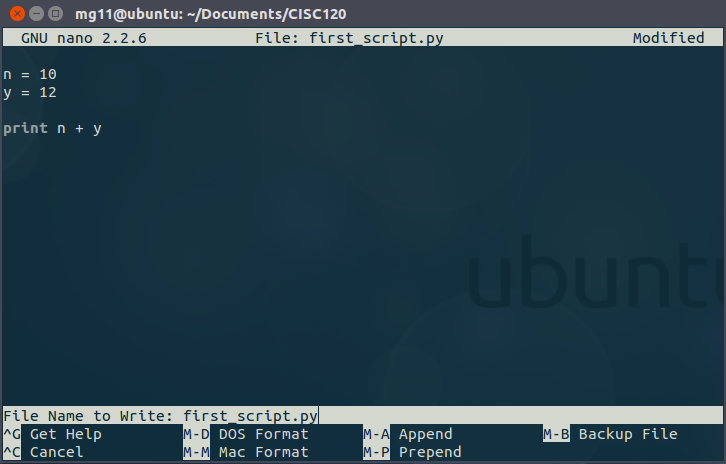 mg11@ubuntu: ~/Documents/CISC120
GNU nano 2.2.6 File: first_script.py Modified
n = 10
y = 12
print n + y
ubuntu
File Name to Write: first_script.py
^G Get Help M-D DOS Format M-A Append M-B Backup File
^C Cancel M-M Mac Format M-P Prepend